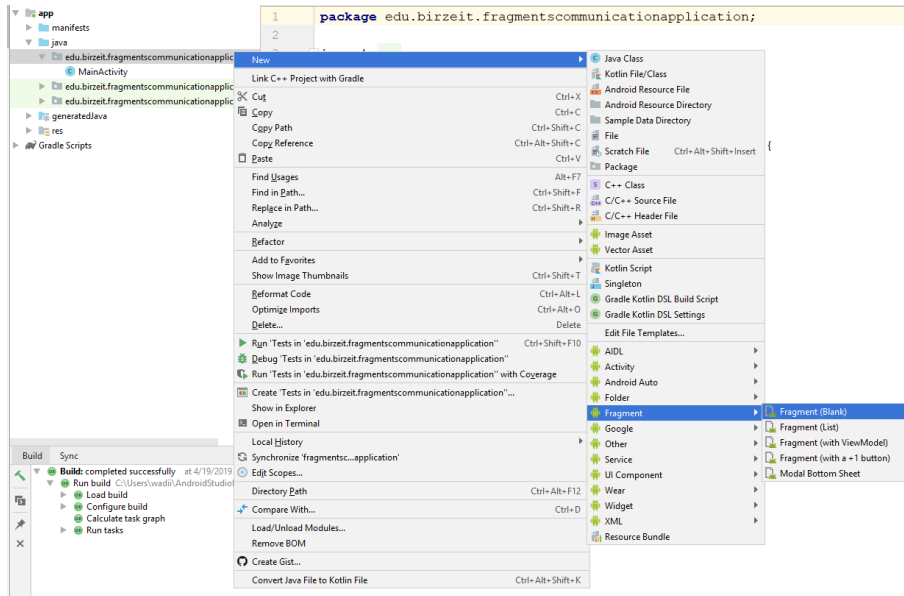 app
manifests
java
edu.birzeit.fragmentscommunicationapplic
MainActivity
edu.birzeit.fragmentscommunicationapplic
edu.birzeit.fragmentscommunicationapplic
generatedJava
res
Gradle Scripts
1 package edu.birzeit.fragmentscommunicationapplication;
2
{
New
Link C++ Project with Gradle
Cut Ctrl+X
Copy Ctrl+C
Copy Path Ctrl+Shift+C
Copy Reference Ctrl+Alt+Shift+C
Paste Ctrl+V
Find Usages Alt+F7
Find in Path... Ctrl+Shift+F
Replace in Path... Ctrl+Shift+R
Analyze
Refactor
Add to Favorites
Show Image Thumbnails Ctrl+Shift+T
Reformat Code Ctrl+Alt+L
Optimize Imports Ctrl+Alt+O
Delete... Delete
Run 'Tests in 'edu.birzeit.fragmentscommunicationapplication'' Ctrl+Shift+F10
Debug 'Tests in 'edu.birzeit.fragmentscommunicationapplication''
Run 'Tests in 'edu.birzeit.fragmentscommunicationapplication'' with Coverage
Create 'Tests in 'edu.birzeit.fragmentscommunicationapplication''...
Show in Explorer
Open in Terminal
Local History
Synchronize 'fragmentsc...application'
Edit Scopes...
Directory Path Ctrl+Alt+F12
Compare With... Ctrl+D
Load/Unload Modules...
Remove BOM
Create Gist...
Convert Java File to Kotlin File Ctrl+Alt+Shift+K
Java Class
Kotlin File/Class
Android Resource File
Android Resource Directory
Sample Data Directory
File
Scratch File Ctrl+Alt+Shift+Insert
Package
C++ Class
C/C++ Source File
C/C++ Header File
Image Asset
Vector Asset
Kotlin Script
Singleton
Gradle Kotlin DSL Build Script
Gradle Kotlin DSL Settings
Edit File Templates...
AIDL
Activity
Android Auto
Folder
Fragment
Google
Other
Service
UI Component
Wear
Widget
XML
Resource Bundle
Fragment (Blank)
Fragment (List)
Fragment (with ViewModel)
Fragment (with a +1 button)
Modal Bottom Sheet
Build Sync
Build: completed successfully at 4/19/2019
Run build C:\Users\wadii\AndroidStudioI
Load build
Configure build
Calculate task graph
Run tasks